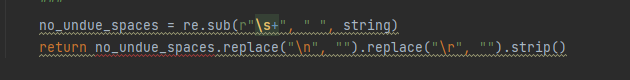 """
no_undue_spaces = re.sub(r"\s+", " ", string)
return no_undue_spaces.replace("\n", "").replace("\r", "").strip()